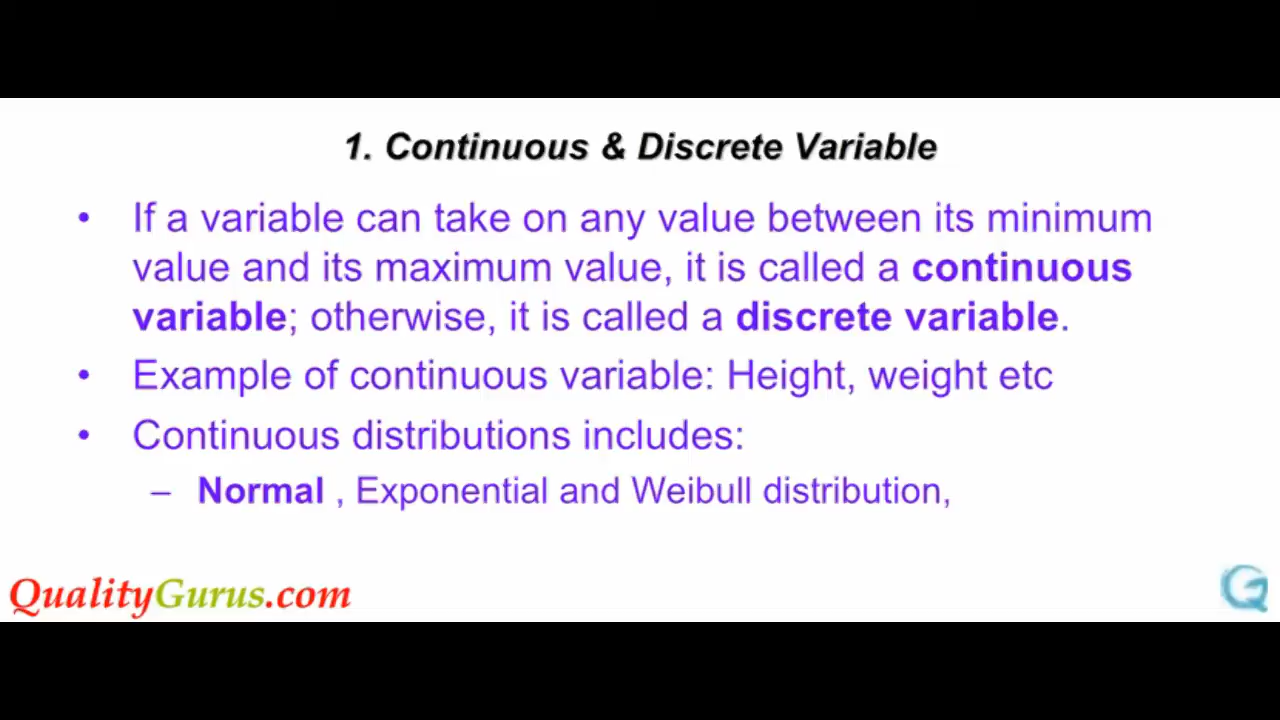 1. Continuous & Discrete Variable
• If a variable can take on any value between its minimum
value and its maximum value, it is called a continuous
variable; otherwise, it is called a discrete variable.
• Example of continuous variable: Height, weight etc
• Continuous distributions includes:
– Normal , Exponential and Weibull distribution,
QualityGurus.com